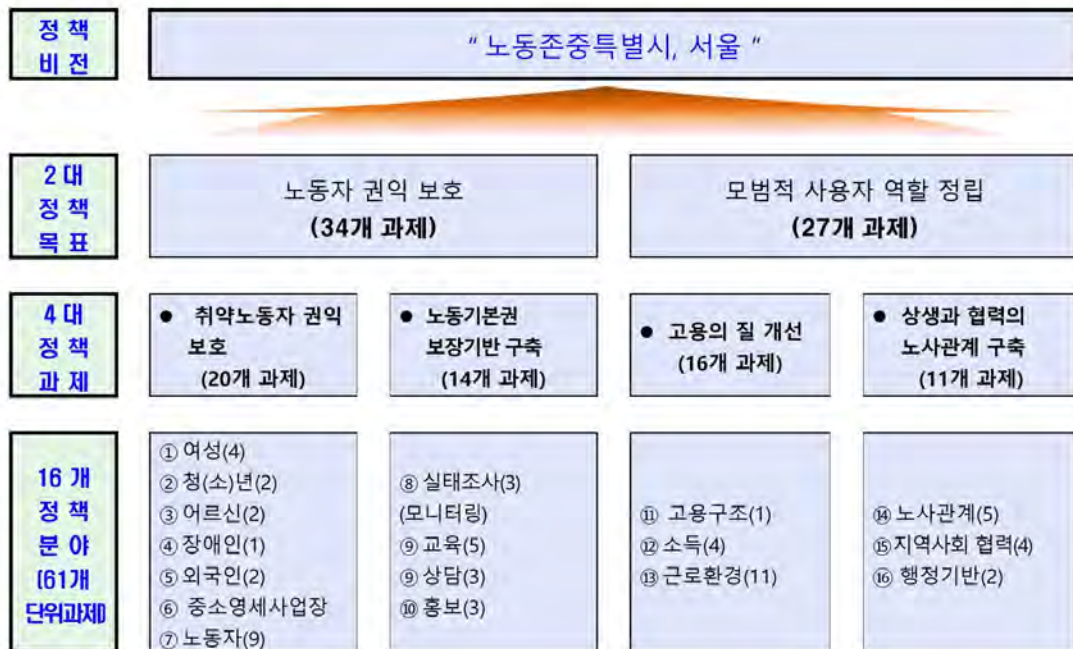 정 책
비 전
" 노동존중특별시, 서울 "
2 대
정 책
목 표
노동자 권익 보호
(34개 과제)
모범적 사용자 역할 정립
(27개 과제)
4 대
정 책
과 제
● 취약노동자 권익
보호
(20개 과제)
● 노동기본권
보장기반 구축
(14개 과제)
● 고용의 질 개선
(16개 과제)
● 상생과 협력의
노사관계 구축
(11개 과제)
16 개
정 책
분 야
(61개
단위과제)
① 여성(4)
② 청(소)년(2)
③ 어르신(2)
④ 장애인(1)
⑤ 외국인(2)
⑥ 중소영세사업장
⑦ 노동자(9)
⑧ 실태조사(3)
(모니터링)
⑨ 교육(5)
⑨ 상담(3)
⑩ 홍보(3)
⑪ 고용구조(1)
⑫ 소득(4)
⑬ 근로환경(11)
⑭ 노사관계(5)
⑮지역사회 협력(4)
⑯ 행정기반(2)